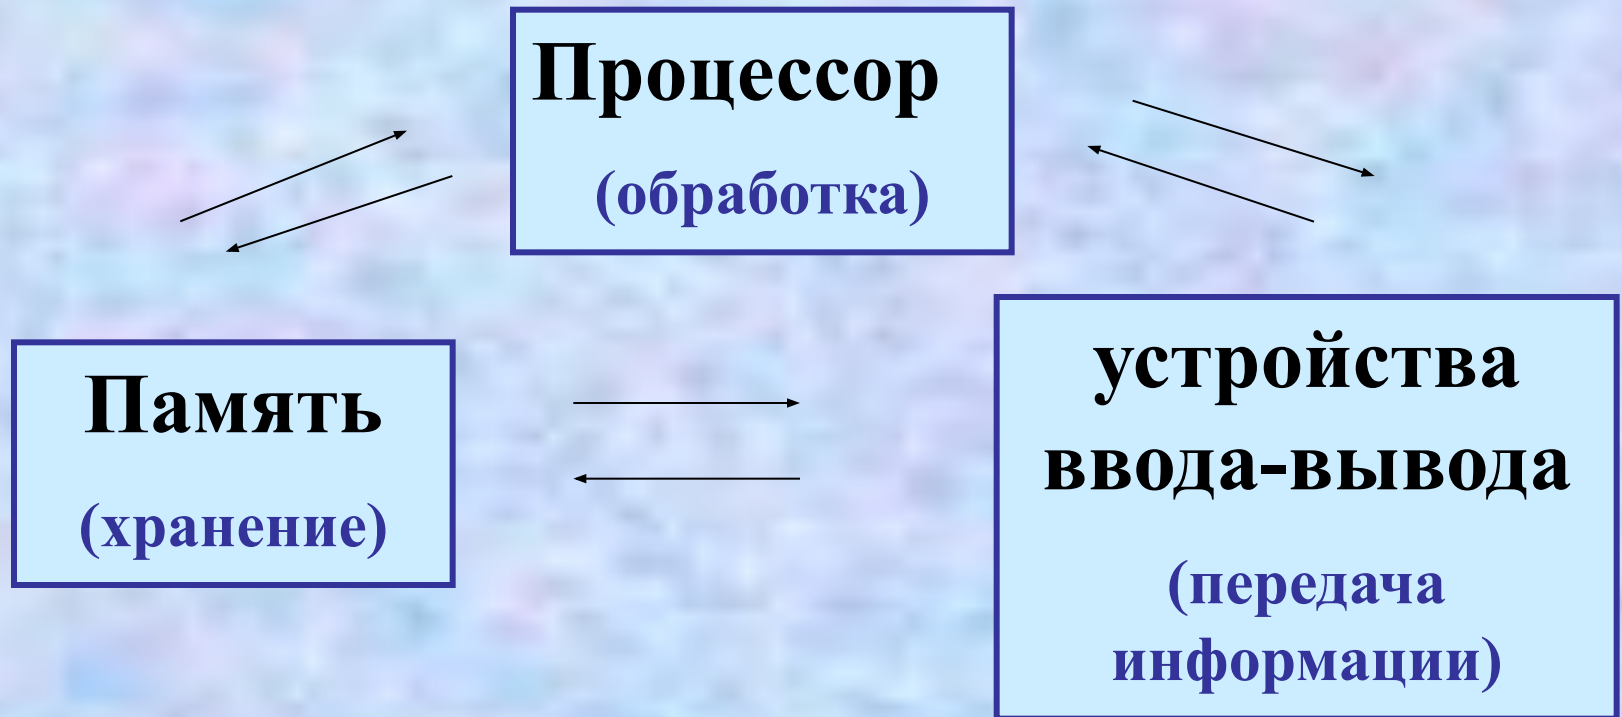 Процессор
(обработка)
Память
(хранение)
устройства
ввода-вывода
(передача
информации)